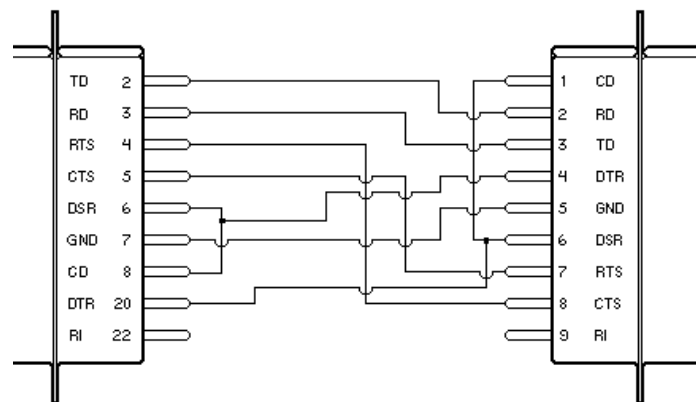 TD 2
RD 3
RTS 4
CTS 5
DSR 6
GND 7
CD 8
DTR 20
RI 22
1 CD
2 RD
3 TD
4 DTR
5 GND
6 DSR
7 RTS
8 CTS
9 RI